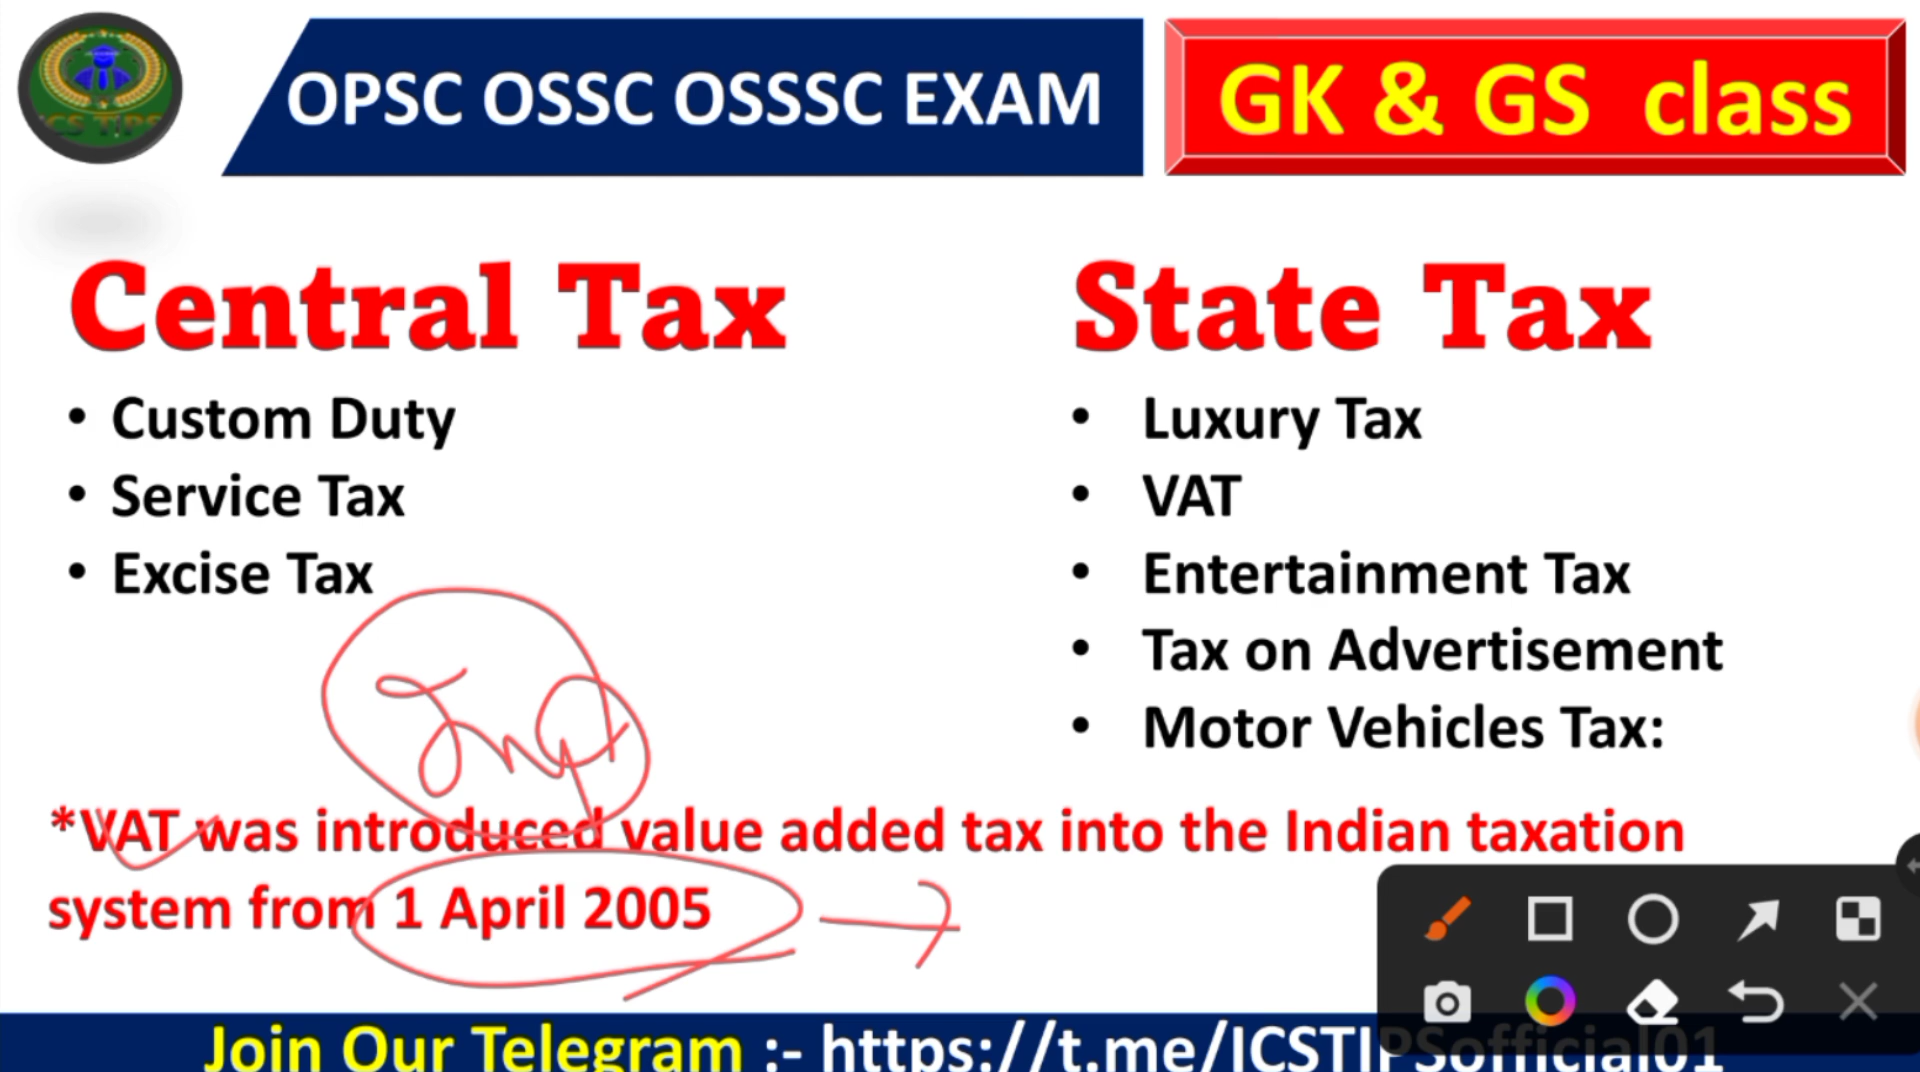 OPSC OSSC OSSSC EXAM
GK & GS class
Central Tax
• Custom Duty
• Service Tax
• Excise Tax
State Tax
• Luxury Tax
• VAT
• Entertainment Tax
• Tax on Advertisement
• Motor Vehicles Tax:
Imp
*VAT was introduced value added tax into the Indian taxation
system from 1 April 2005
Join Our Telegram :- https://t.me/ICSTIPSofficial01